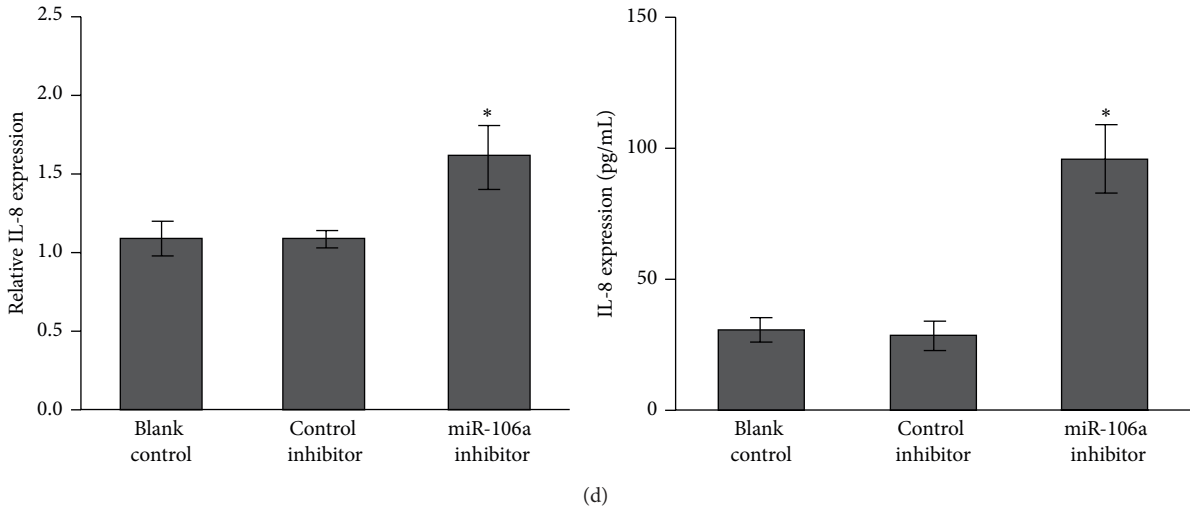 Relative IL-8 expression
2.5
2.0
1.5
1.0
0.5
0.0
*
Blank
control
Control
inhibitor
miR-106a
inhibitor
IL-8 expression (pg/mL)
150
100
50
0
*
Blank
control
Control
inhibitor
miR-106a
inhibitor
(d)